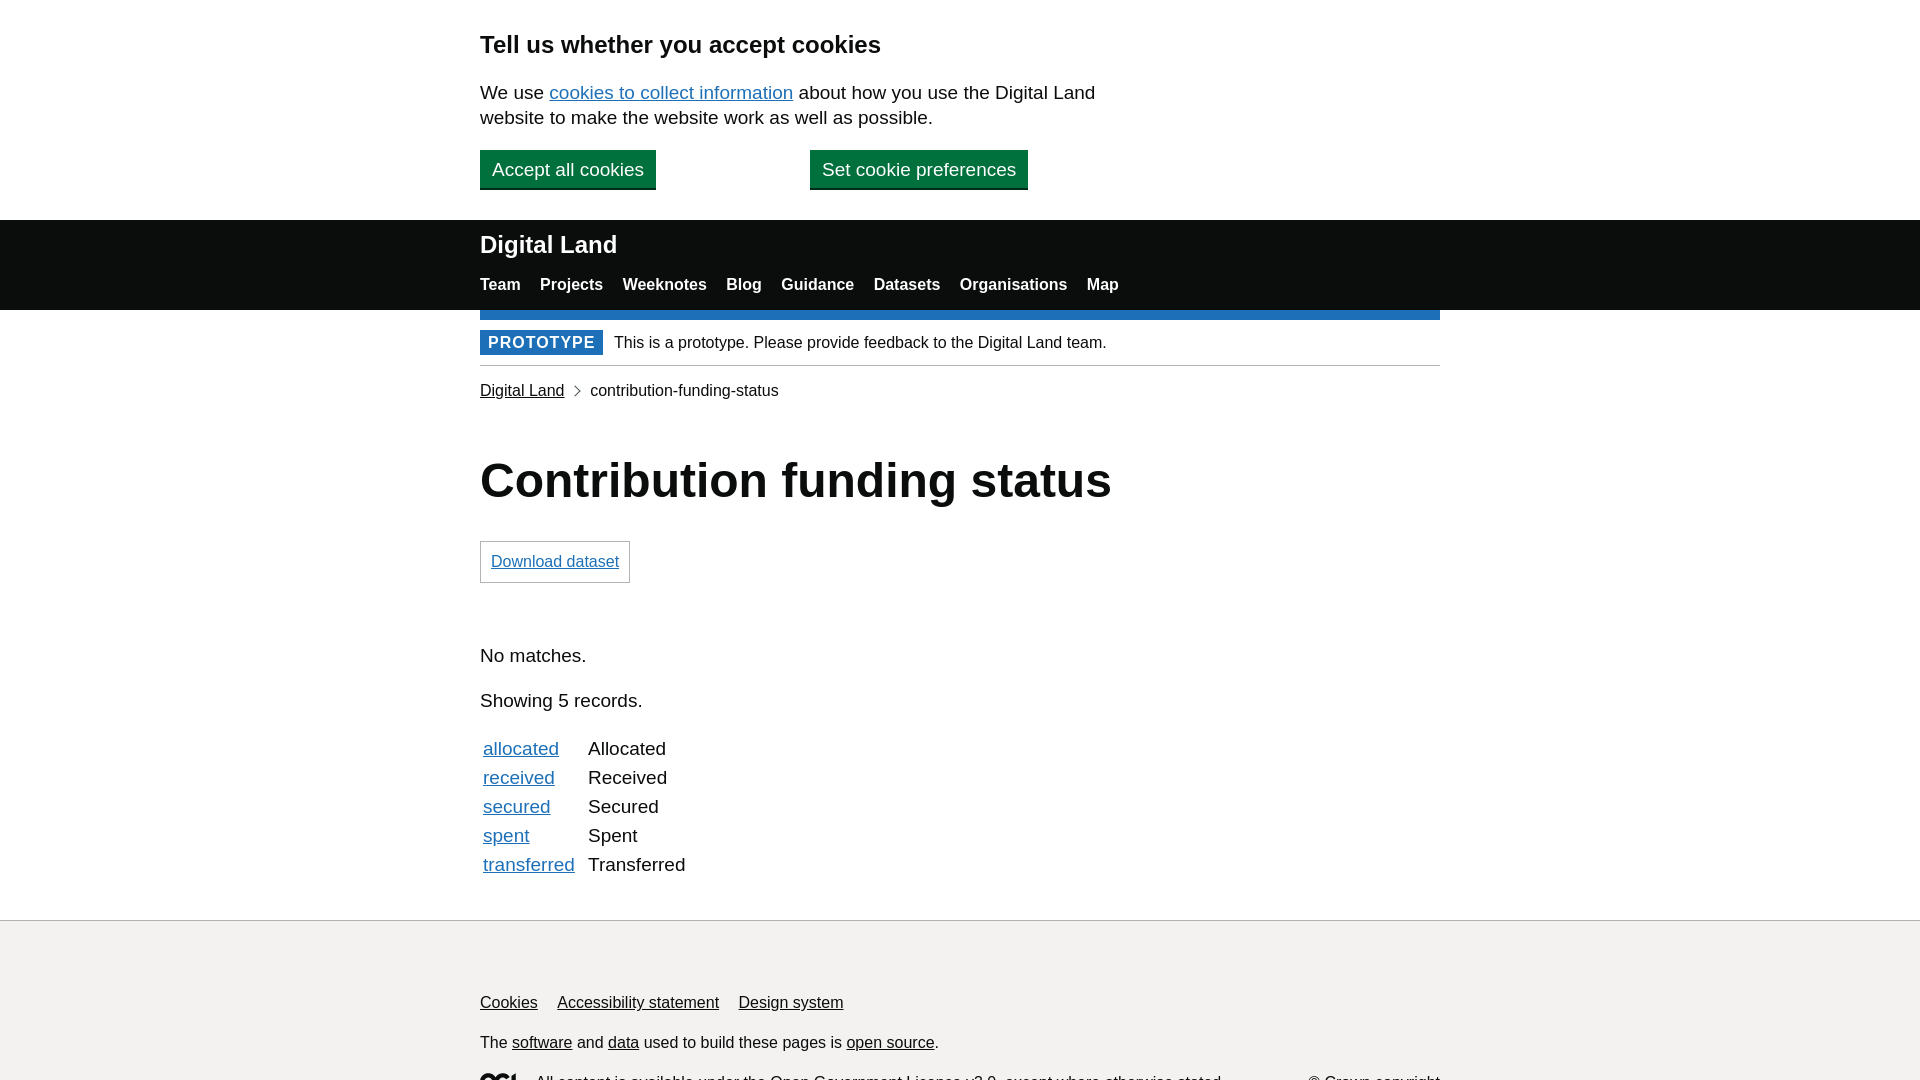 Tell us whether you accept cookies
We use cookies to collect information about how you use the Digital Land
website to make the website work as well as possible.
Accept all cookies Set cookie preferences
Digital Land
Team Projects Weeknotes Blog Guidance Datasets Organisations Map
PROTOTYPE This is a prototype. Please provide feedback to the Digital Land team.
Digital Land contribution-funding-status
Contribution funding status
Download dataset
No matches.
Showing 5 records.
allocated Allocated
received Received
secured Secured
spent Spent
transferred Transferred
Cookies Accessibility statement Design system
The software and data used to build these pages is open source.
All content is available under the Open Government Licence v3.0, except where otherwise stated © Crown copyright